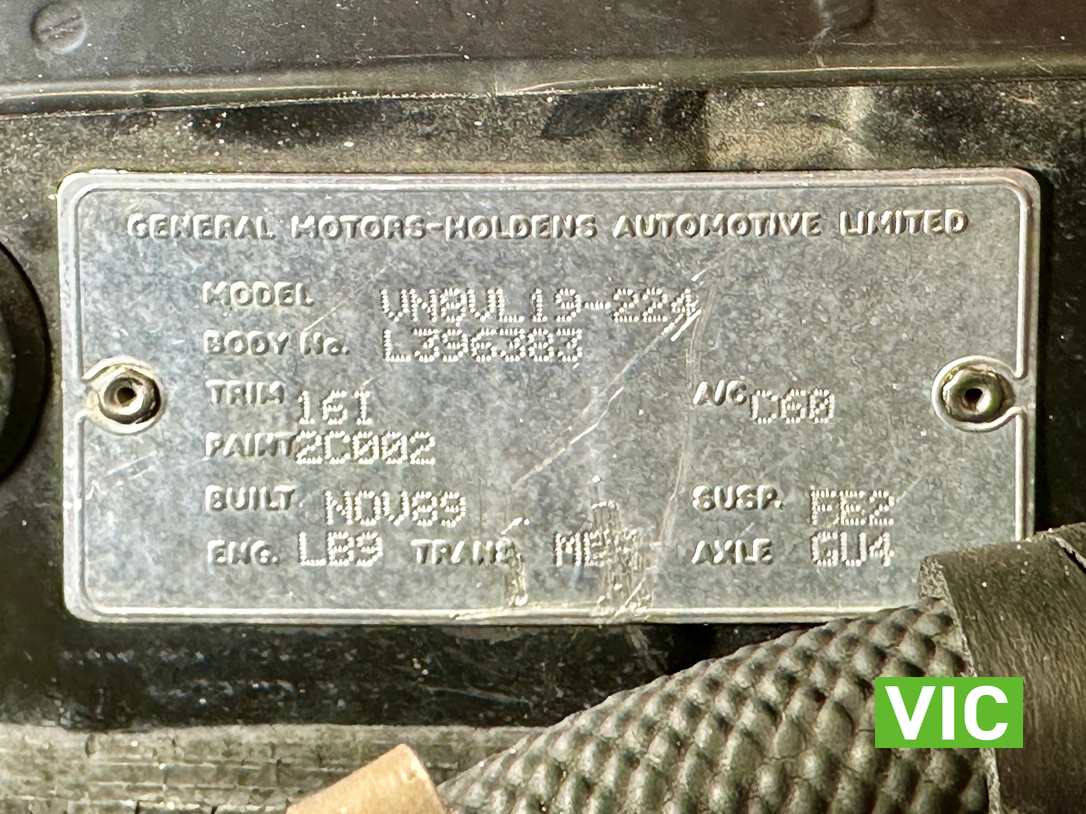 GENERAL MOTORS-HOLDENS AUTOMOTIVE LIMITED
MODEL VN8VL19-224
BODY No. L396383
TRIM 16I A/C C60
PAINT 2C002
BUILT NOV89 SUSP. FE2
ENG. LB9 TRANS AXLE GU4
VIC